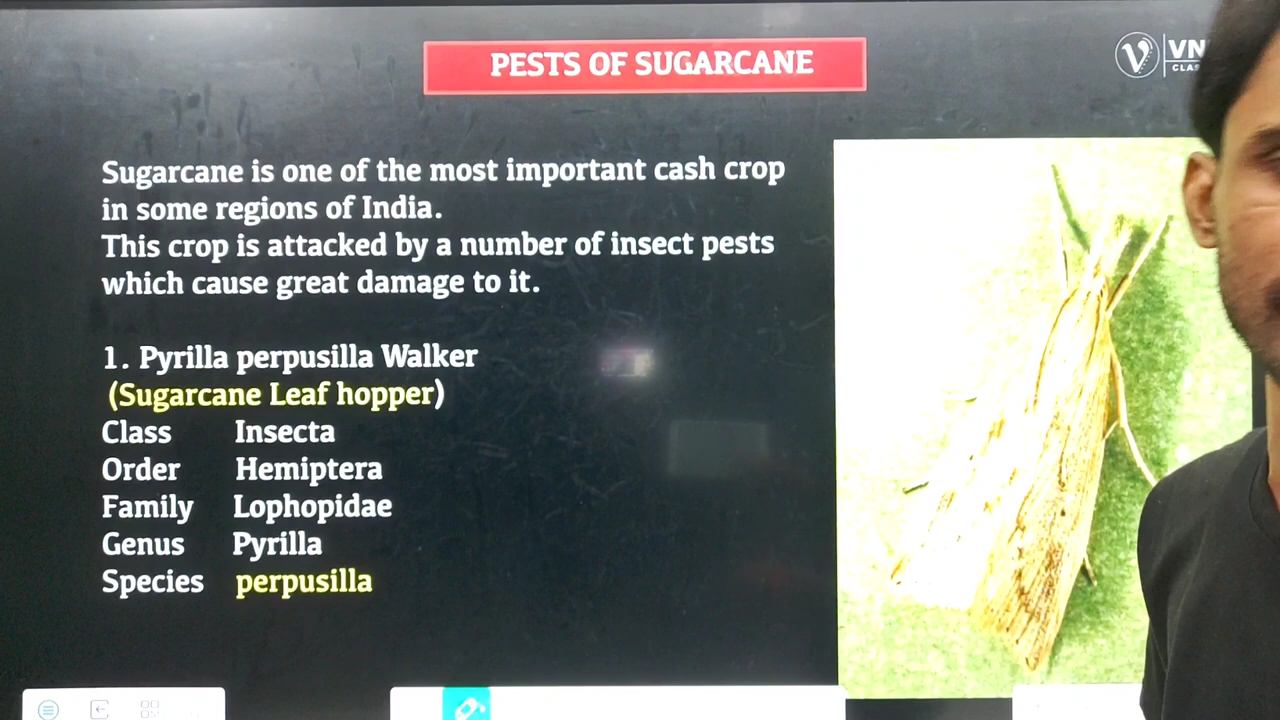 PESTS OF SUGARCANE
VN
CLAS
Sugarcane is one of the most important cash crop
in some regions of India.
This crop is attacked by a number of insect pests
which cause great damage to it.
1. Pyrilla perpusilla Walker
(Sugarcane Leaf hopper)
Class Insecta
Order Hemiptera
Family Lophopidae
Genus Pyrilla
Species perpusilla